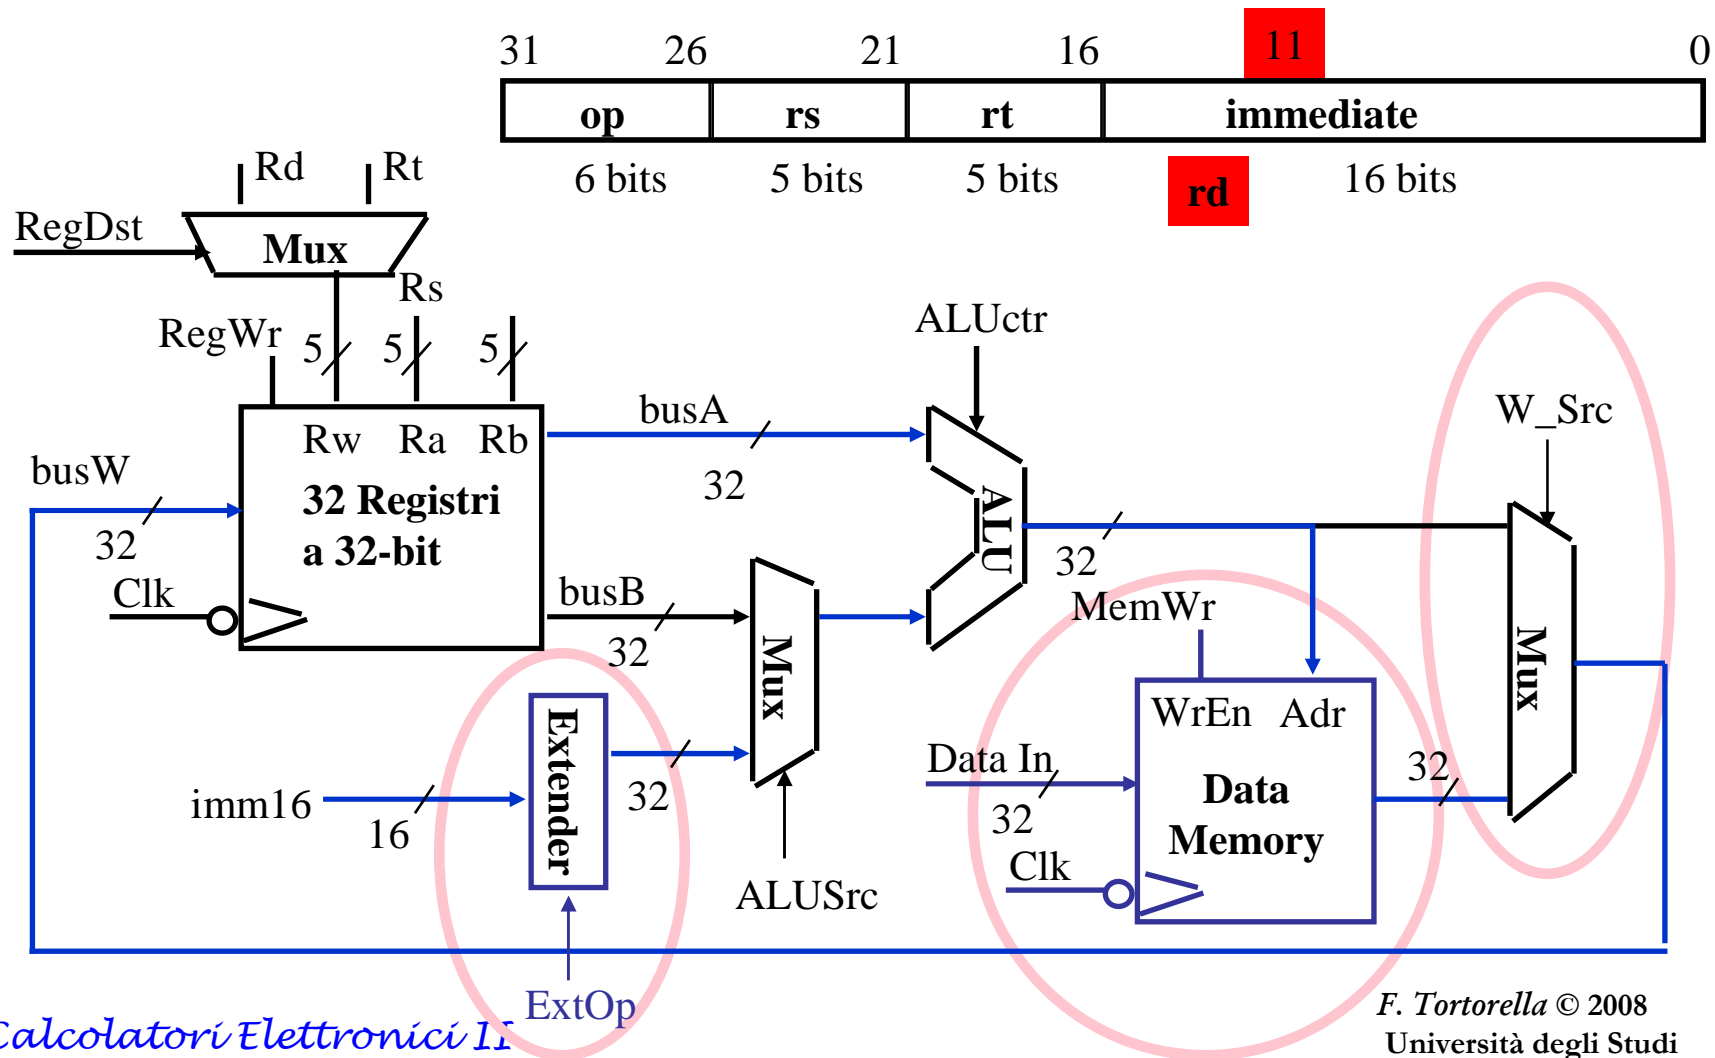 31 26 21 16 11 0
op rs rt immediate
6 bits 5 bits 5 bits rd 16 bits
Rd Rt
RegDst
Mux
Rs
RegWr 5 5 5
ALUctr
busA
W_Src
Rw Ra Rb
busW
32
32 Registri
a 32-bit
ALU
32
32
Clk
busB
MemWr
32
Mux
Mux
Extender
WrEn Adr
Data In
32
32
imm16
16
32
Data
Memory
Clk
ALUSrc
ExtOp
Calcolatori Elettronici II
F. Tortorella © 2008
Università degli Studi